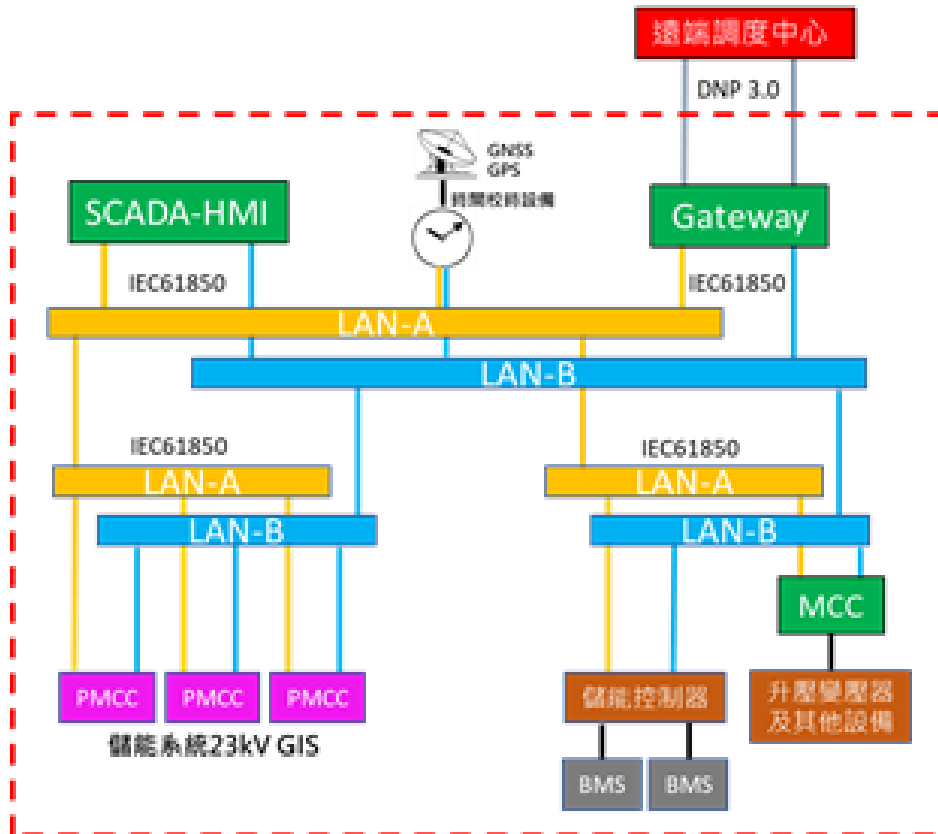 遠端調度中心
DNP 3.0
GNSS
GPS
時間校時設備
SCADA-HMI
Gateway
IEC61850
IEC61850
LAN-A
LAN-B
IEC61850
IEC61850
LAN-A
LAN-A
LAN-B
LAN-B
MCC
PMCC
PMCC
PMCC
儲能控制器
升壓變壓器
及其他設備
儲能系統23kV GIS
BMS
BMS